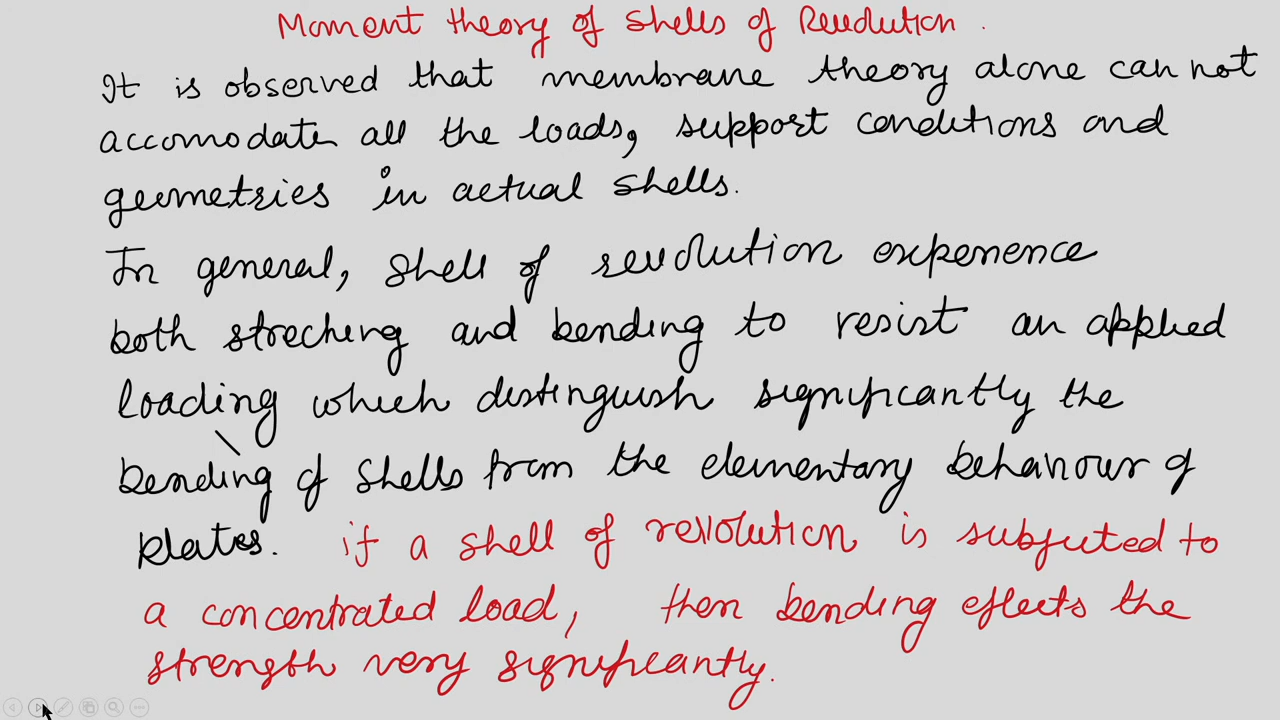 Moment theory of Shells of Revolution.
It is observed that membrane theory alone can not
accomodate all the loads, support conditions and
geometries in actual shells.
In general, shell of revolution experience
both streching and bending to resist an applied
loading which distinguish significantly the
bending of shells from the elementary behaviour of
plates. if a shell of revolution is subjected to
a concentrated load, then bending effects the
strength very significantly.